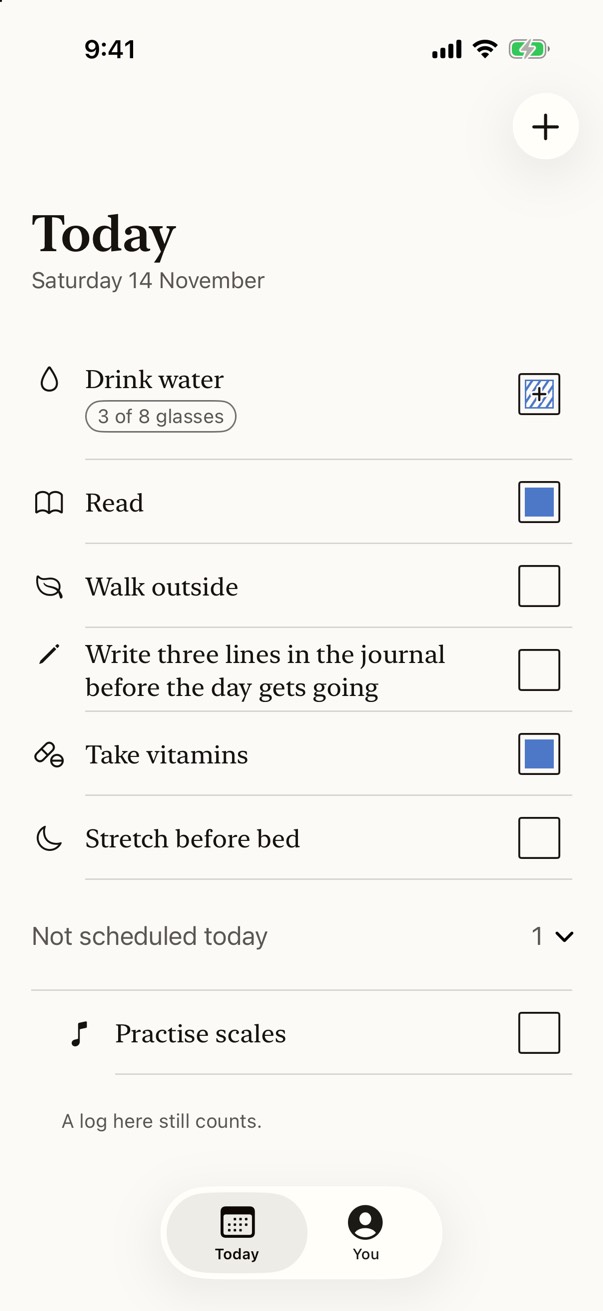 9:41
Today
Saturday 14 November
Drink water
3 of 8 glasses
Read
Walk outside
Write three lines in the journal
before the day gets going
Take vitamins
Stretch before bed
Not scheduled today 1
Practise scales
A log here still counts.
Today You